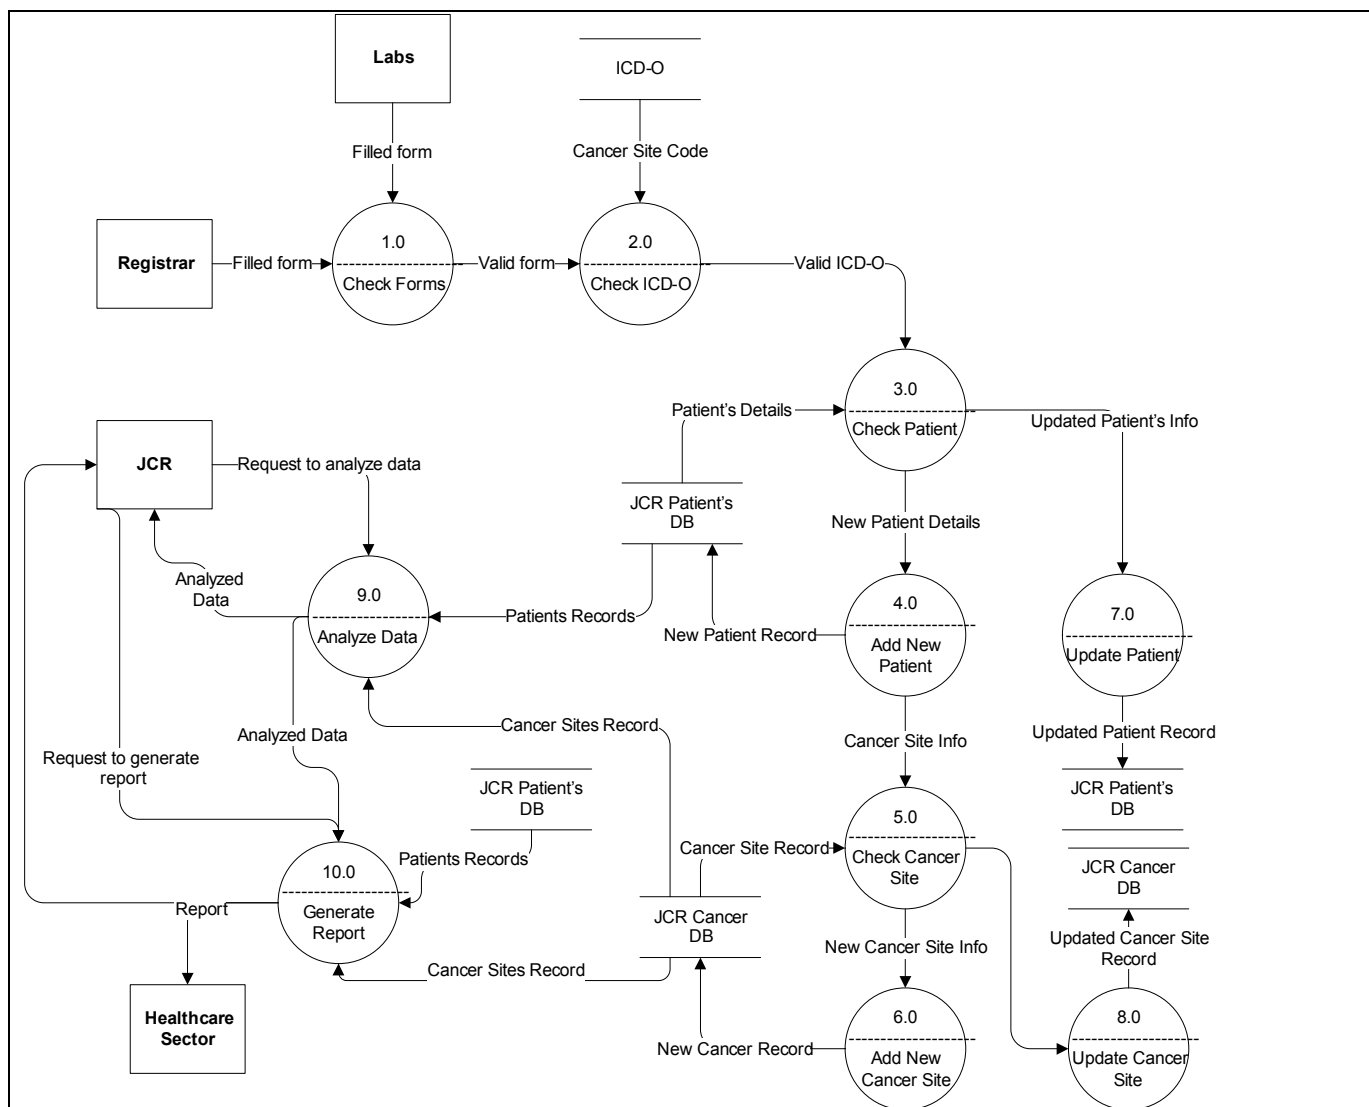 Labs
ICD-O
Filled form
Cancer Site Code
Registrar
Filled form
1.0
Check Forms
Valid form
2.0
Check ICD-O
Valid ICD-O
3.0
Check Patient
Patient's Details
Updated Patient's Info
JCR
Request to analyze data
JCR Patient's
DB
New Patient Details
Analyzed
Data
9.0
Analyze Data
Patients Records
New Patient Record
4.0
Add New
Patient
7.0
Update Patient
Cancer Sites Record
Cancer Site Info
Updated Patient Record
Analyzed Data
Request to generate
report
JCR Patient's
DB
JCR Patient's
DB
Patients Records
10.0
Generate
Report
Cancer Site Record
5.0
Check Cancer
Site
JCR Cancer
DB
Report
JCR Cancer
DB
New Cancer Site Info
Updated Cancer Site
Record
Cancer Sites Record
Healthcare
Sector
New Cancer Record
6.0
Add New
Cancer Site
8.0
Update Cancer
Site